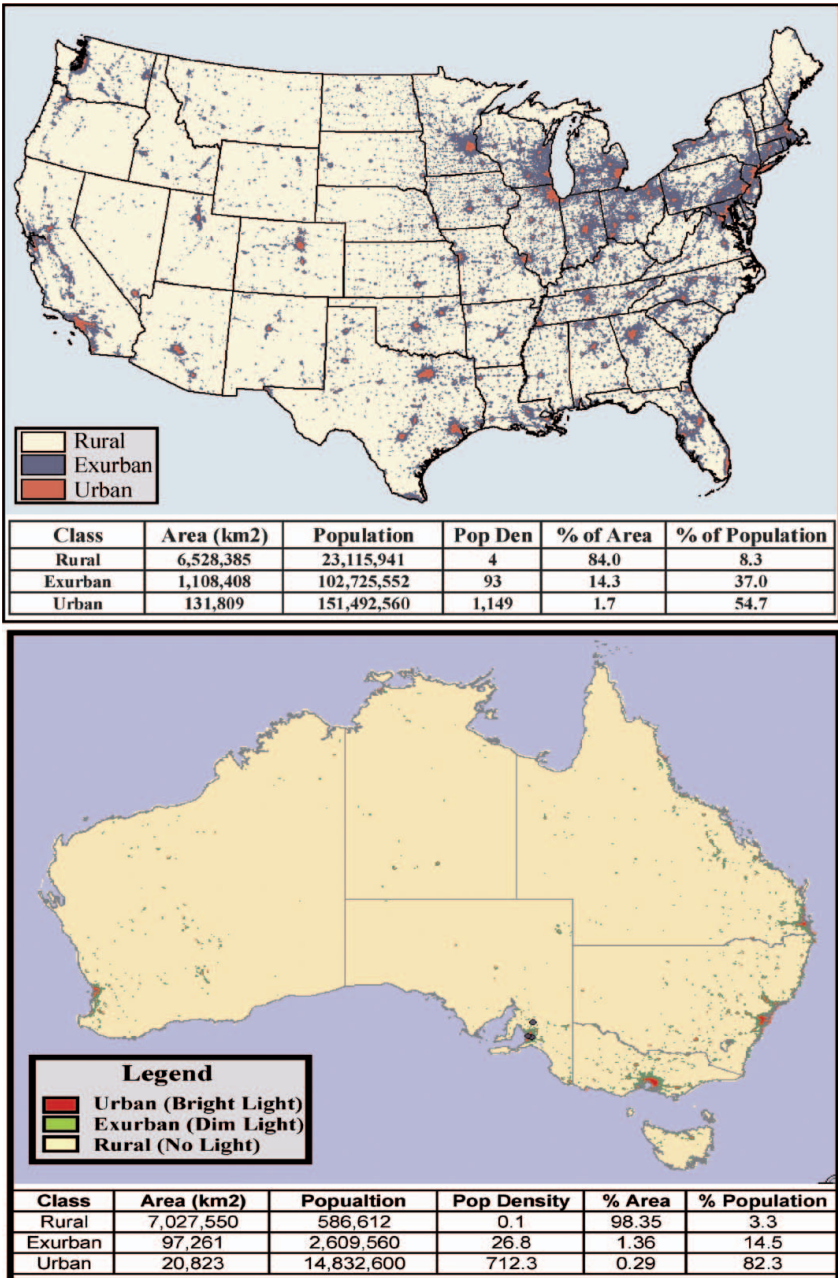 Rural
Exurban
Urban
Class Area (km2) Population Pop Den % of Area % of Population
Rural 6,528,385 23,115,941 4 84.0 8.3
Exurban 1,108,408 102,725,552 93 14.3 37.0
Urban 131,809 151,492,560 1,149 1.7 54.7
Legend
Urban (Bright Light)
Exurban (Dim Light)
Rural (No Light)
Class Area (km2) Popualtion Pop Density % Area % Population
Rural 7,027,550 586,612 0.1 98.35 3.3
Exurban 97,261 2,609,560 26.8 1.36 14.5
Urban 20,823 14,832,600 712.3 0.29 82.3